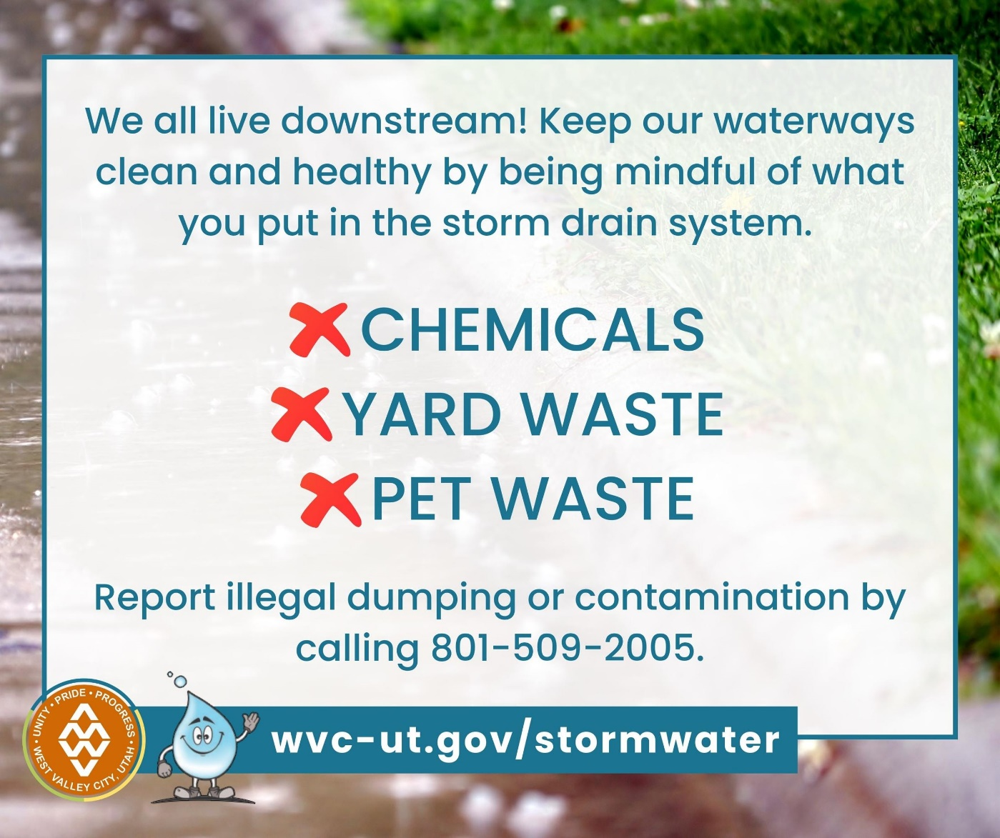 We all live downstream! Keep our waterways
clean and healthy by being mindful of what
you put in the storm drain system.
❌ CHEMICALS
❌ YARD WASTE
❌ PET WASTE
Report illegal dumping or contamination by
calling 801-509-2005.
• UNITY • PRIDE • PROGRESS •
WEST VALLEY CITY, UTAH
wvc-ut.gov/stormwater